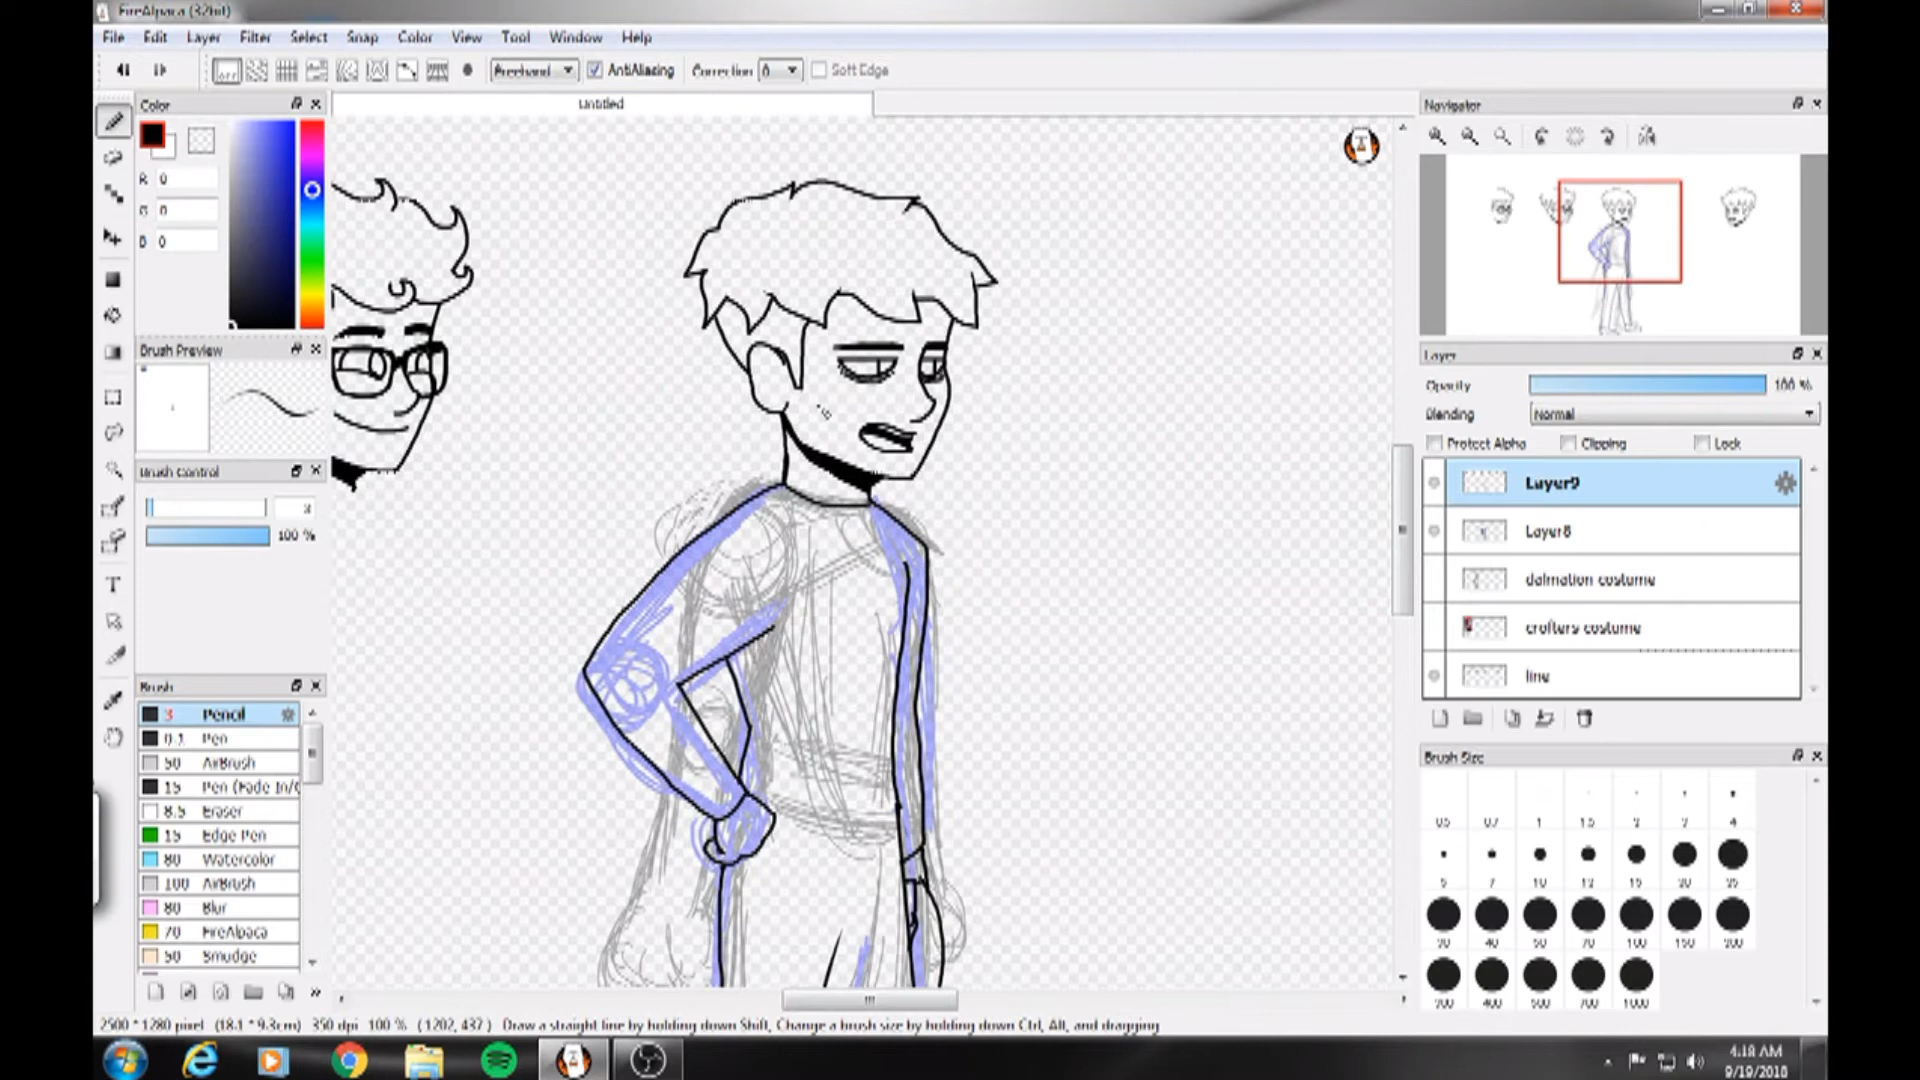 FireAlpaca (32bit)
File Edit Layer Filter Select Snap Color View Tool Window Help
Freehand AntiAliasing Correction 0 Soft Edge
Color
Untitled
Navigator
R 0
G 0
B 0
Brush Preview
Layer
Opacity 100 %
Blending Normal
Protect Alpha Clipping Lock
Brush Control
3
100 %
Layer9
Layer8
dalmation costume
crofters costume
line
Brush
3 Pencil
0.1 Pen
50 AirBrush
15 Pen (Fade In/O
8.5 Eraser
15 Edge Pen
80 Watercolor
100 AirBrush
80 Blur
70 FireAlpaca
50 Smudge
Brush Size
0.5 0.7 1 1.5 2 3 4
5 7 10 12 15 20 25
30 40 50 70 100 150 200
300 400 500 700 1000
2500 * 1280 pixel (18.1 * 9.3cm) 350 dpi 100 % (1202, 437) Draw a straight line by holding down Shift, Change a brush size by holding down Ctrl, Alt, and dragging
4:18 AM
9/19/2018